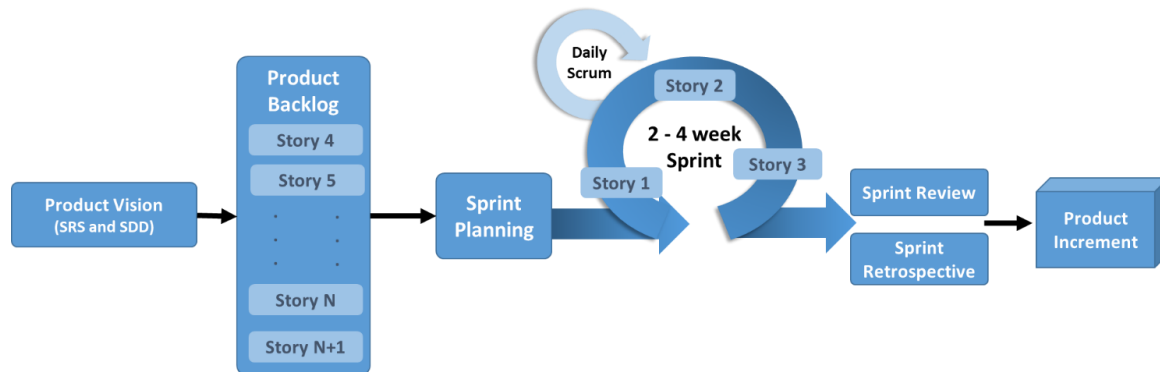 Product Vision
(SRS and SDD)
Product
Backlog
Story 4
Story 5
. .
. .
. .
Story N
Story N+1
Sprint
Planning
Daily
Scrum
Story 1
Story 2
Story 3
2 - 4 week
Sprint
Sprint Review
Sprint
Retrospective
Product
Increment